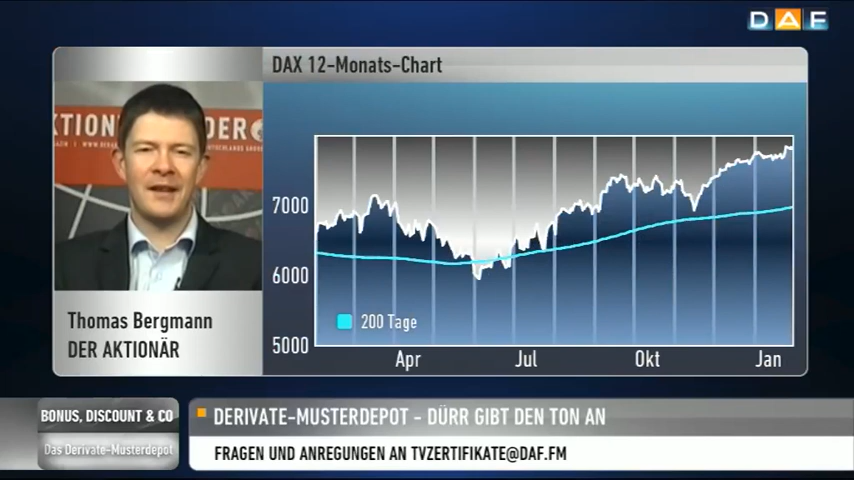 DAF
DAX 12-Monats-Chart
7000
6000
5000
200 Tage
Apr
Jul
Okt
Jan
Thomas Bergmann
DER AKTIONÄR
BONUS, DISCOUNT & CO
Das Derivate-Musterdepot
DERIVATE-MUSTERDEPOT - DÜRR GIBT DEN TON AN
FRAGEN UND ANREGUNGEN AN TVZERTIFIKATE@DAF.FM